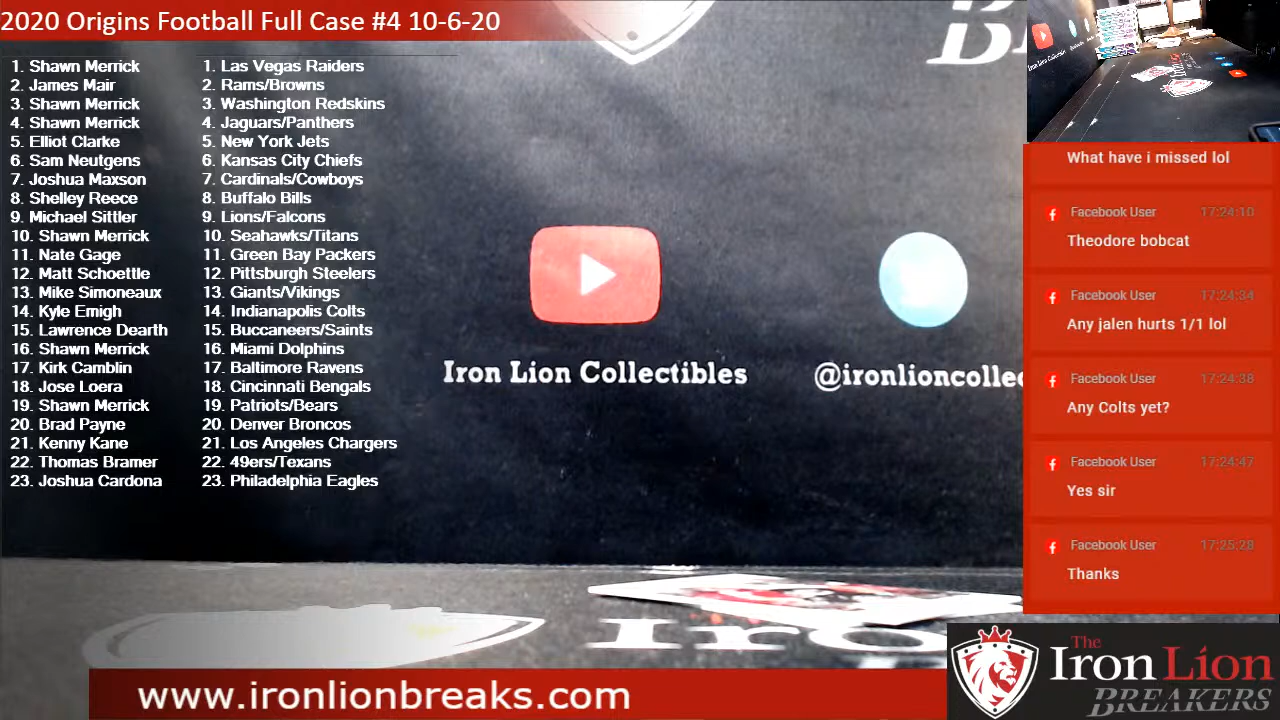 2020 Origins Football Full Case #4 10-6-20
1. Shawn Merrick
2. James Mair
3. Shawn Merrick
4. Shawn Merrick
5. Elliot Clarke
6. Sam Neutgens
7. Joshua Maxson
8. Shelley Reece
9. Michael Sittler
10. Shawn Merrick
11. Nate Gage
12. Matt Schoettle
13. Mike Simoneaux
14. Kyle Emigh
15. Lawrence Dearth
16. Shawn Merrick
17. Kirk Camblin
18. Jose Loera
19. Shawn Merrick
20. Brad Payne
21. Kenny Kane
22. Thomas Bramer
23. Joshua Cardona
1. Las Vegas Raiders
2. Rams/Browns
3. Washington Redskins
4. Jaguars/Panthers
5. New York Jets
6. Kansas City Chiefs
7. Cardinals/Cowboys
8. Buffalo Bills
9. Lions/Falcons
10. Seahawks/Titans
11. Green Bay Packers
12. Pittsburgh Steelers
13. Giants/Vikings
14. Indianapolis Colts
15. Buccaneers/Saints
16. Miami Dolphins
17. Baltimore Ravens
18. Cincinnati Bengals
19. Patriots/Bears
20. Denver Broncos
21. Los Angeles Chargers
22. 49ers/Texans
23. Philadelphia Eagles
Iron Lion Collectibles
@ironlioncollec
What have i missed lol
Facebook User 17:24:10
Theodore bobcat
Facebook User 17:24:34
Any jalen hurts 1/1 lol
Facebook User 17:24:38
Any Colts yet?
Facebook User 17:24:47
Yes sir
Facebook User 17:25:28
Thanks
www.ironlionbreaks.com
The
Iron Lion
BREAKERS